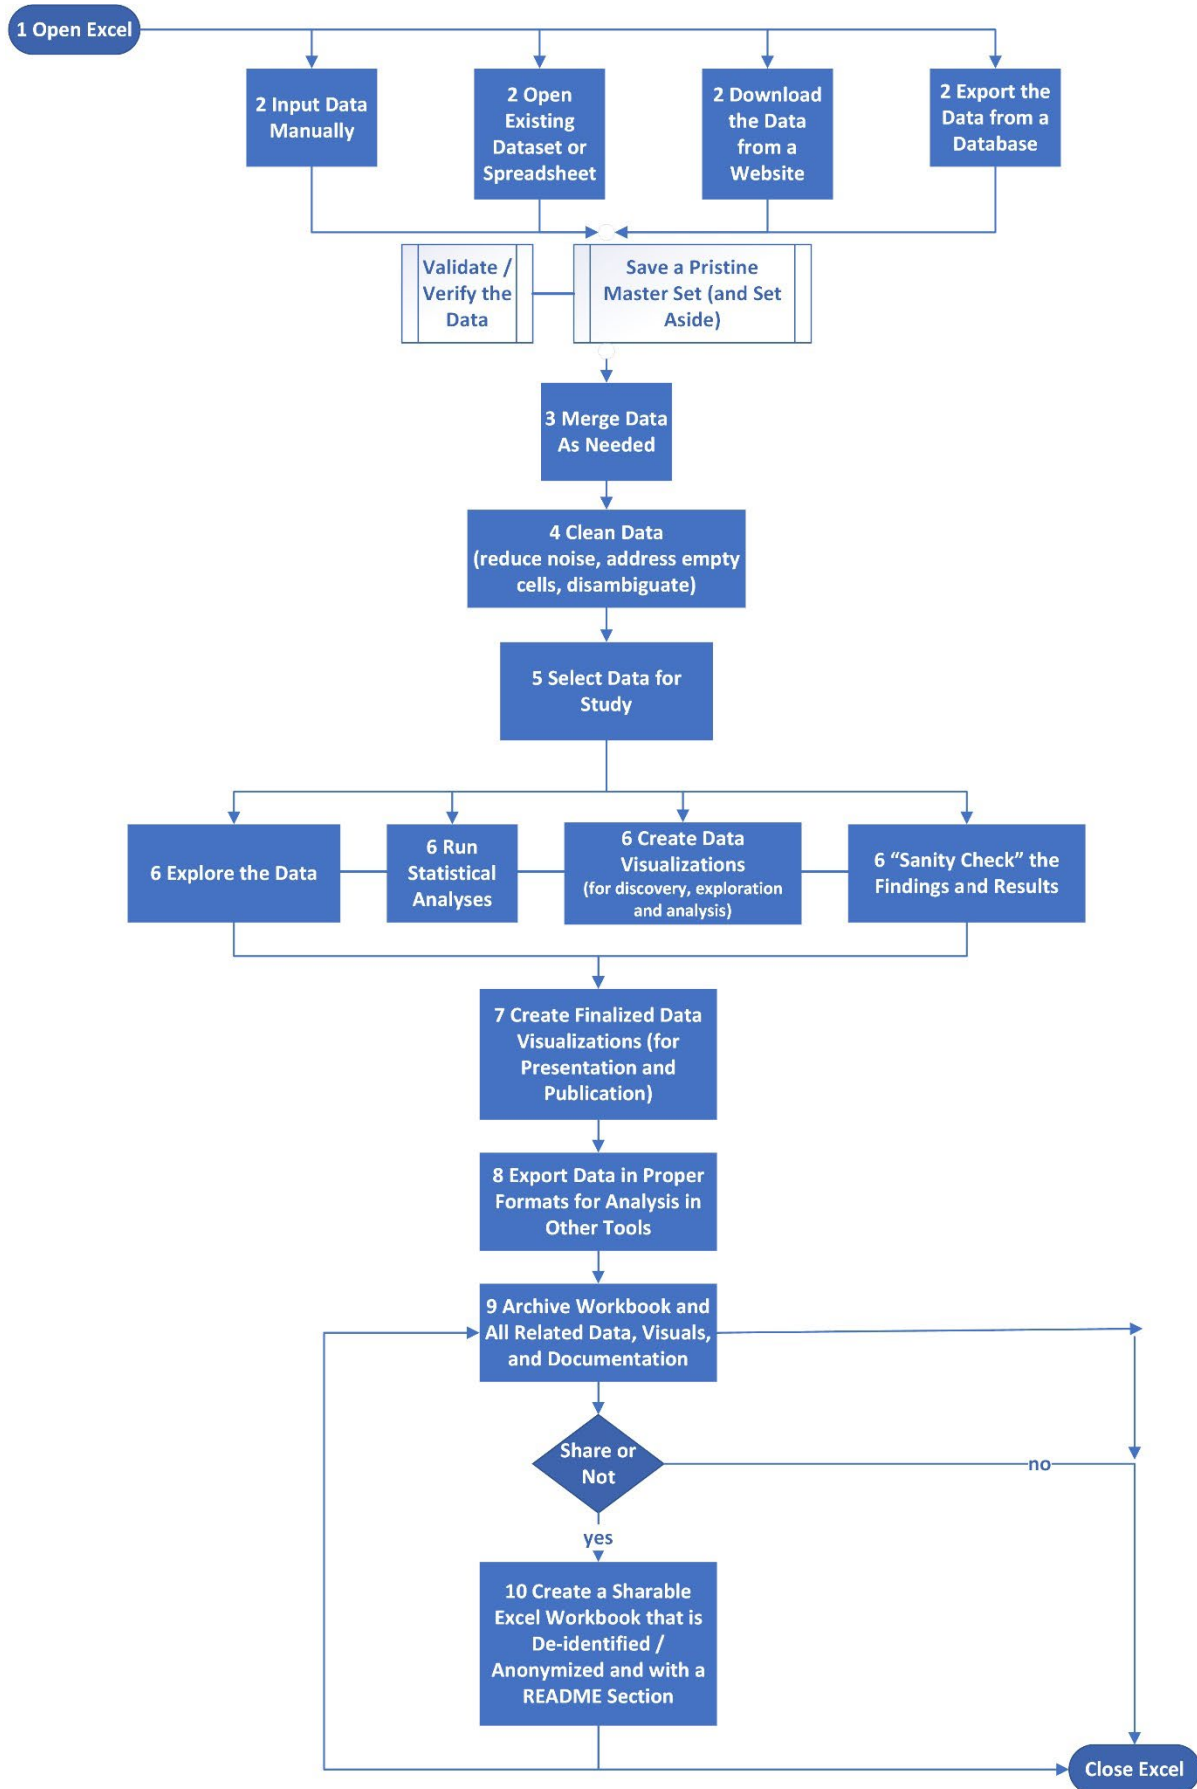 1 Open Excel
2 Input Data
Manually
2 Open
Existing
Dataset or
Spreadsheet
2 Download
the Data
from a
Website
2 Export the
Data from a
Database
Validate /
Verify the
Data
Save a Pristine
Master Set (and Set
Aside)
3 Merge Data
As Needed
4 Clean Data
(reduce noise, address empty
cells, disambiguate)
5 Select Data for
Study
6 Explore the Data
6 Run
Statistical
Analyses
6 Create Data
Visualizations
(for discovery, exploration
and analysis)
6 “Sanity Check” the
Findings and Results
7 Create Finalized Data
Visualizations (for
Presentation and
Publication)
8 Export Data in Proper
Formats for Analysis in
Other Tools
9 Archive Workbook and
All Related Data, Visuals,
and Documentation
Share or
Not
no
yes
10 Create a Sharable
Excel Workbook that is
De-identified /
Anonymized and with a
README Section
Close Excel